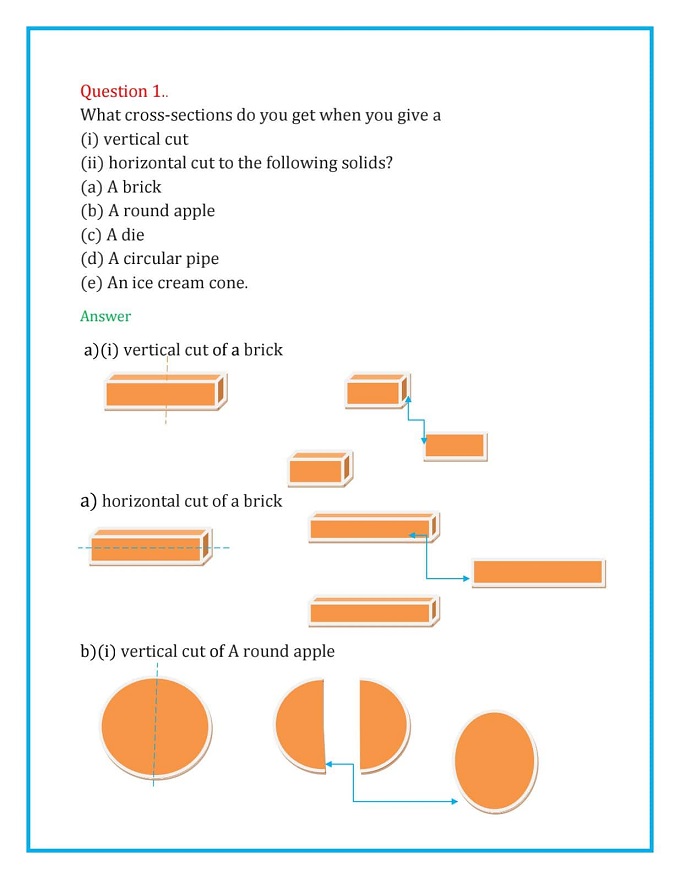 Question 1..
What cross-sections do you get when you give a
(i) vertical cut
(ii) horizontal cut to the following solids?
(a) A brick
(b) A round apple
(c) A die
(d) A circular pipe
(e) An ice cream cone.
Answer
a)(i) vertical cut of a brick
a) horizontal cut of a brick
b)(i) vertical cut of A round apple